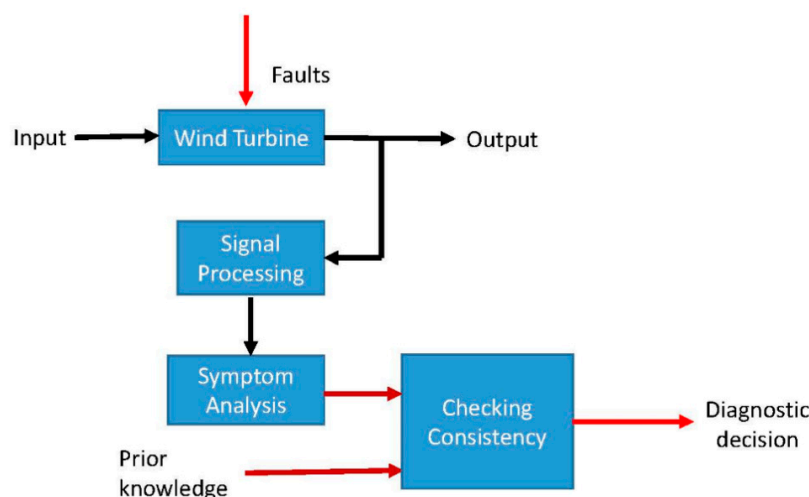 Faults
Input
Wind Turbine
Output
Signal
Processing
Symptom
Analysis
Checking
Consistency
Diagnostic
decision
Prior
knowledge